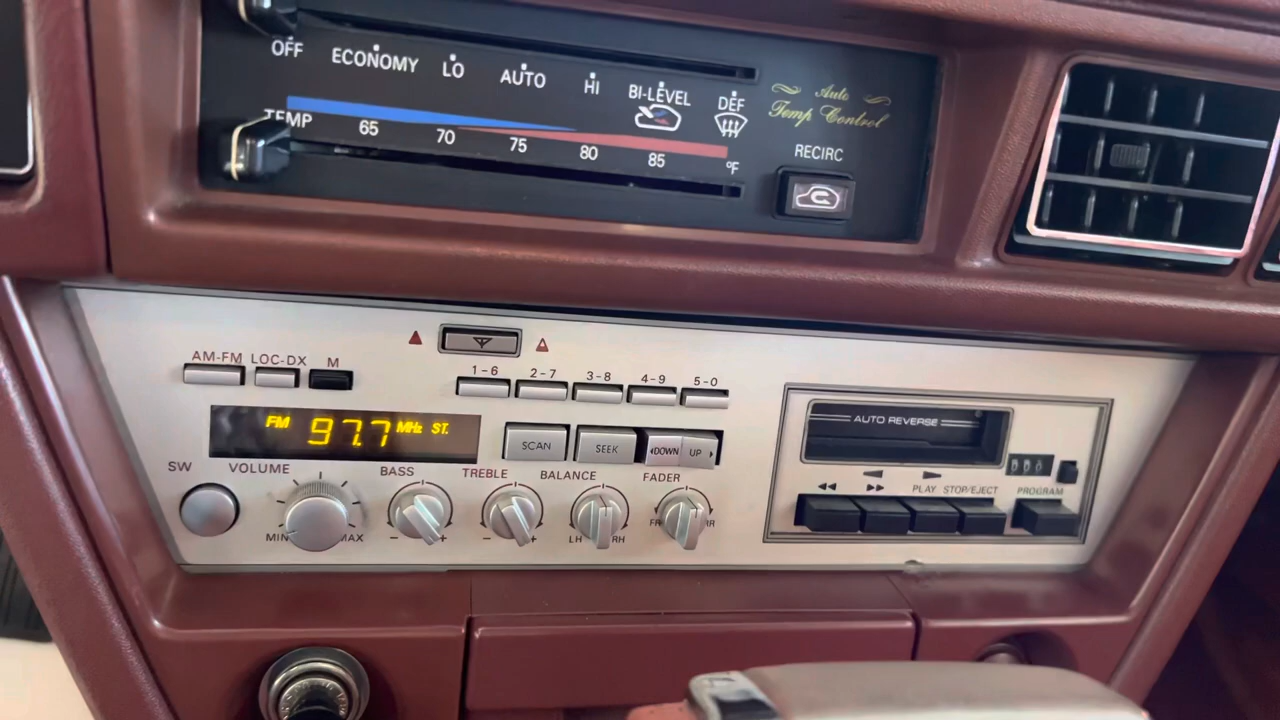 OFF ECONOMY LO AUTO HI BI-LEVEL DEF
Auto
Temp Control
TEMP 65 70 75 80 85 °F
RECIRC
AM-FM LOC-DX M
1-6 2-7 3-8 4-9 5-0
FM 97.7 MHz ST.
SCAN SEEK DOWN UP
AUTO REVERSE
SW VOLUME BASS TREBLE BALANCE FADER
MIN MAX - + - + LH RH FR RR
000
PLAY STOP/EJECT PROGRAM